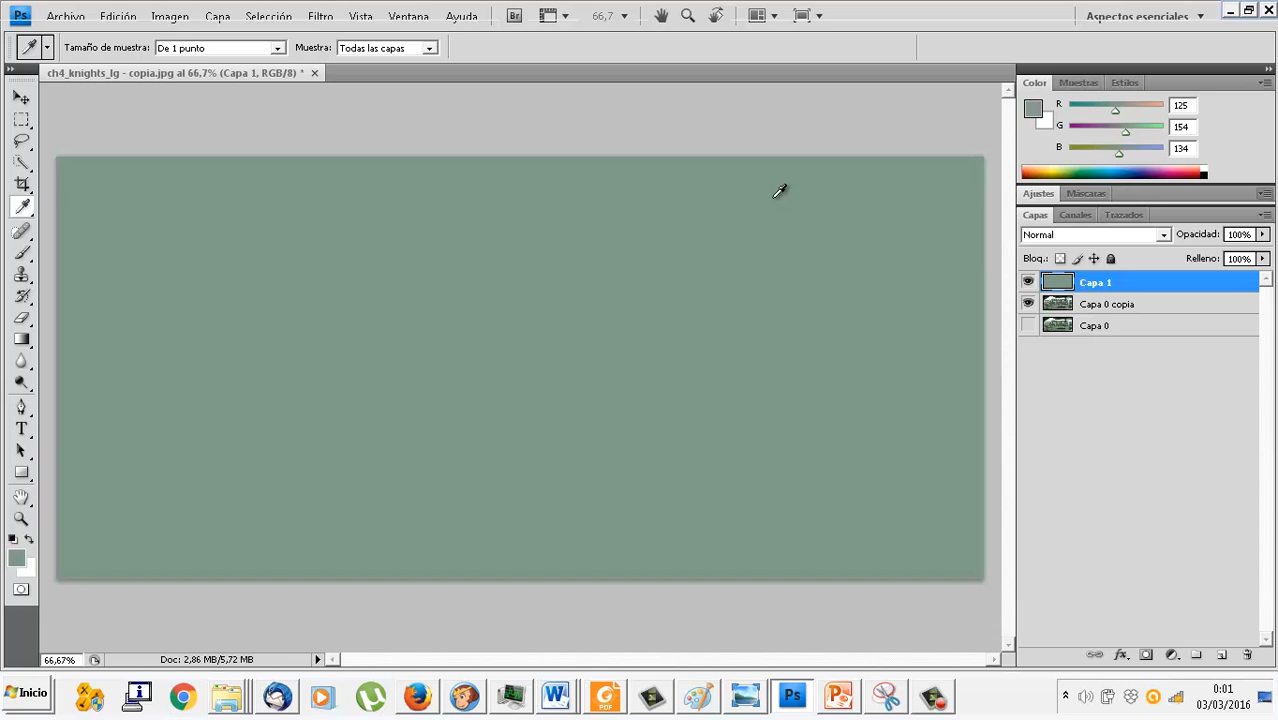 Ps Archivo Edición Imagen Capa Selección Filtro Vista Ventana Ayuda Br 66,7 Aspectos esenciales
Tamaño de muestra: De 1 punto Muestra: Todas las capas
ch4_knights_lg - copia.jpg al 66,7% (Capa 1, RGB/8) *
Color Muestras Estilos
R 125
G 154
B 134
Ajustes Máscaras
Capas Canales Trazados
Normal Opacidad: 100%
Bloq.: Relleno: 100%
Capa 1
Capa 0 copia
Capa 0
T
fx
66,67% Doc: 2,86 MB/5,72 MB
Inicio W G PDF Ps P 0:01
03/03/2016